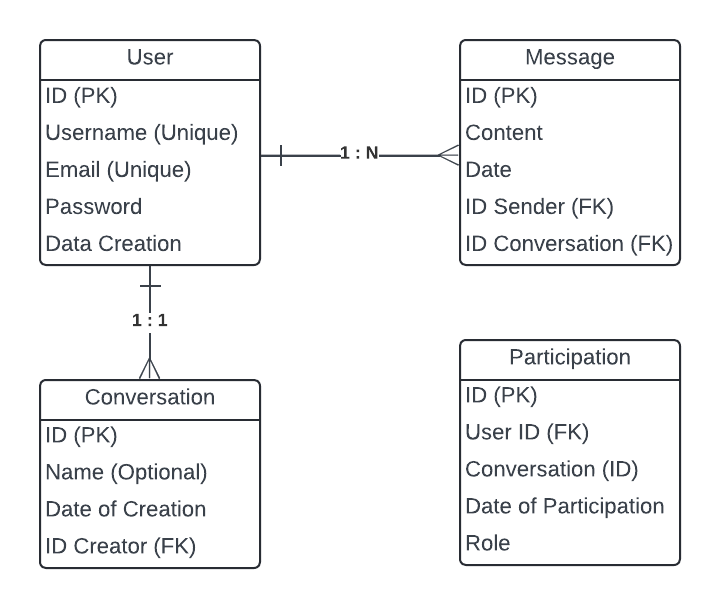 User
ID (PK)
Username (Unique)
Email (Unique)
Password
Data Creation
1 : N
Message
ID (PK)
Content
Date
ID Sender (FK)
ID Conversation (FK)
1 : 1
Conversation
ID (PK)
Name (Optional)
Date of Creation
ID Creator (FK)
Participation
ID (PK)
User ID (FK)
Conversation (ID)
Date of Participation
Role